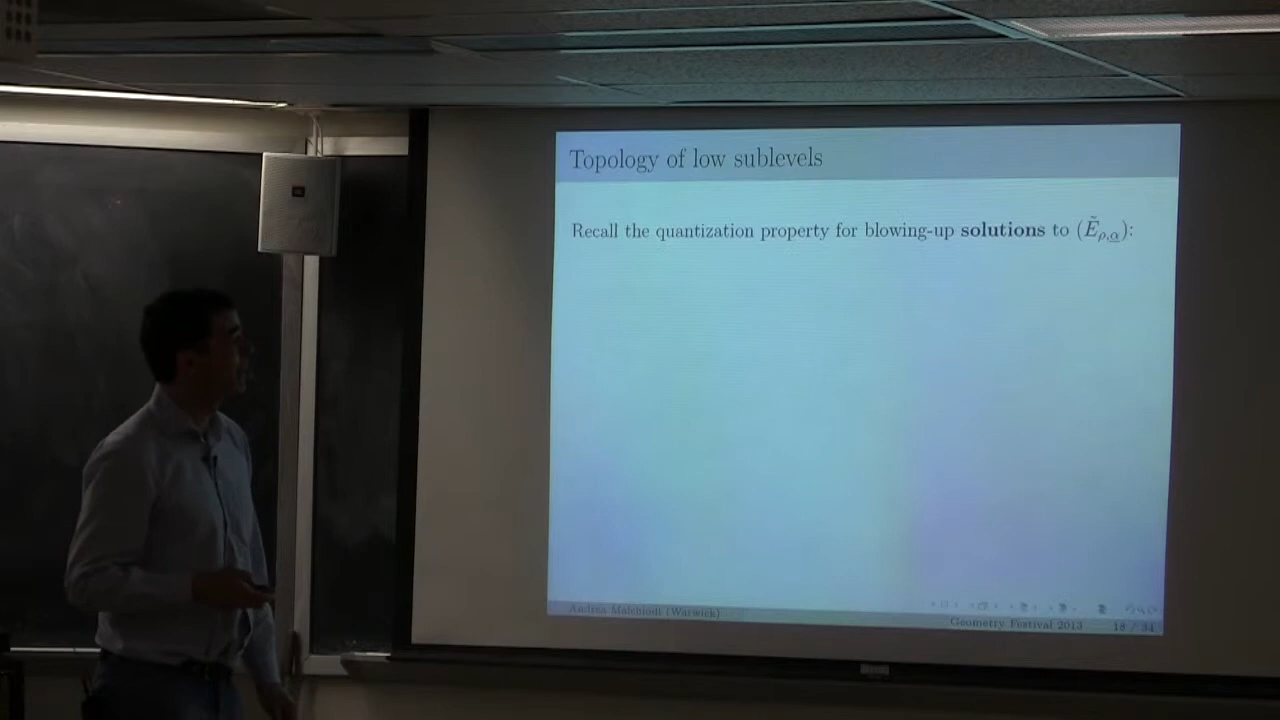 Topology of low sublevels
Recall the quantization property for blowing-up solutions to (Ẽ_{ρ,α̲}):
Andrea Malchiodi (Warwick)
Geometry Festival 2013
18 / 34